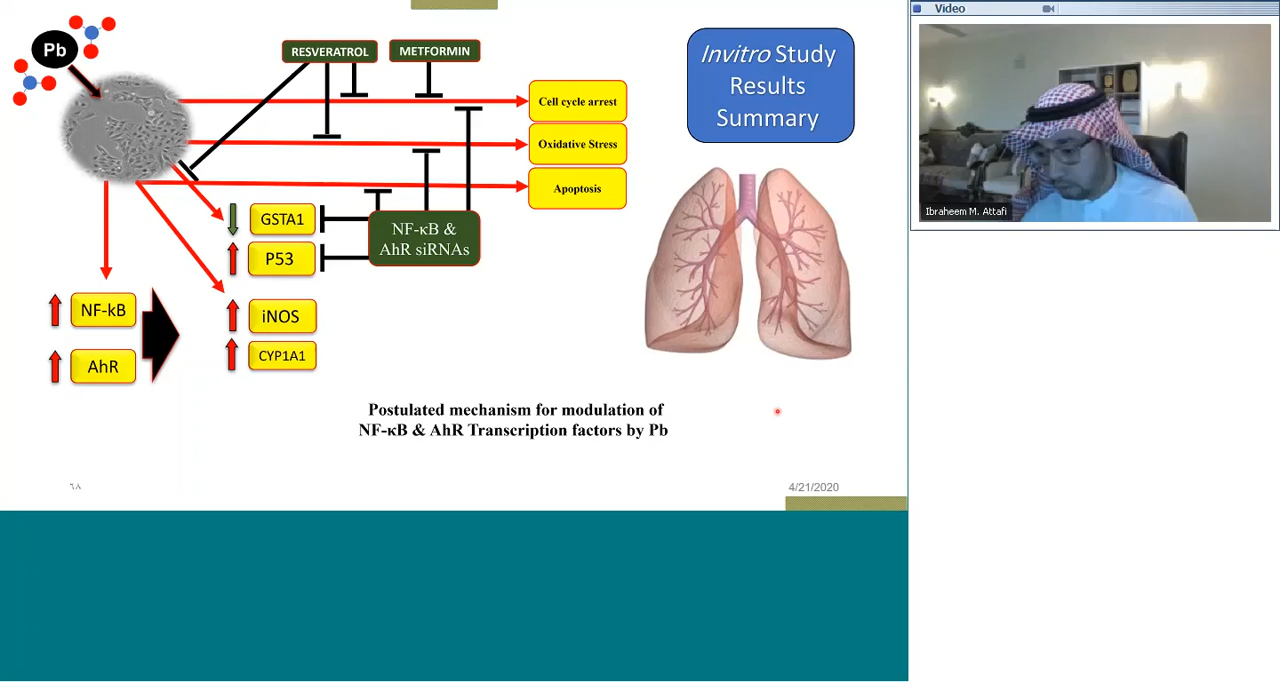 Pb
RESVERATROL
METFORMIN
Invitro Study
Results
Summary
Cell cycle arrest
Oxidative Stress
Apoptosis
GSTA1
P53
NF-κB &
AhR siRNAs
NF-kB
AhR
iNOS
CYP1A1
Postulated mechanism for modulation of
NF-κB & AhR Transcription factors by Pb
٦٨
4/21/2020
Video
Ibraheem M. Attafi